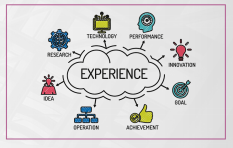 TECHNOLOGY
PERFORMANCE
RESEARCH
INNOVATION
EXPERIENCE
IDEA
GOAL
OPERATION
ACHIEVEMENT